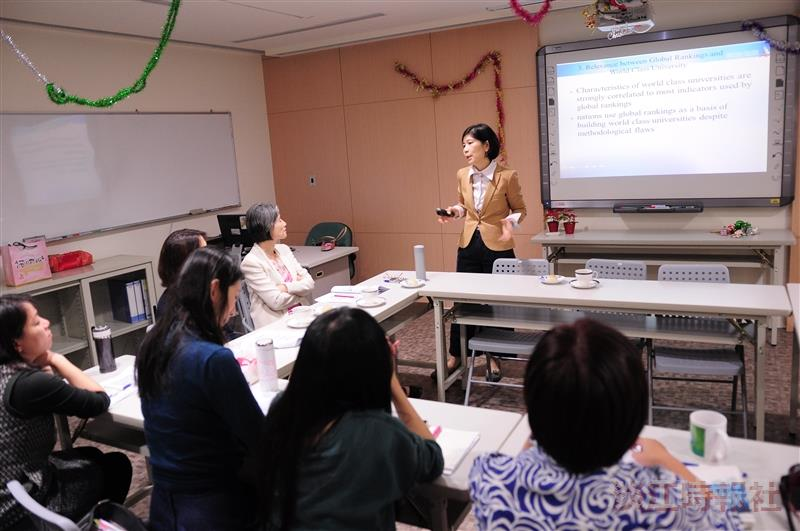 3. Relevance between Global Rankings and
World Class University
Characteristics of world class universities are
strongly correlated to most indicators used by
global rankings
nations use global rankings as a basis of
building world class universities despite
methodological flaws
淡江時報社